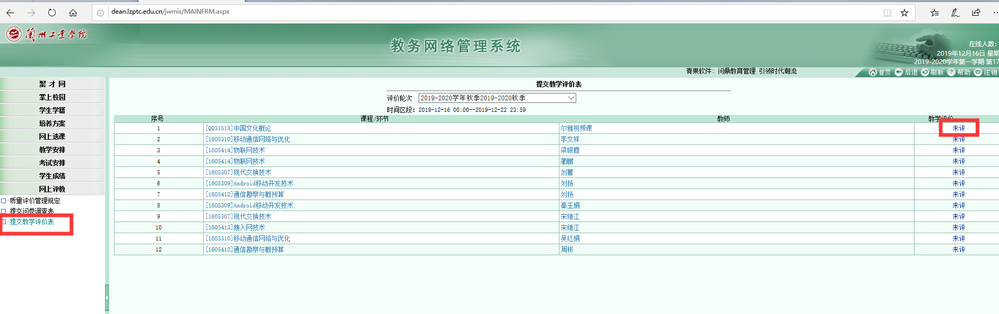 dean.lzptc.edu.cn/jwmis/MAINFRM.aspx
兰州工业学院
教务网络管理系统
在线人数:
2019年12月16日 星期
2019-2020学年第一学期 第17
青果软件: 问鼎教育管理 引领时代潮流
首页 后退 刷新 帮助 注销
聚 才 网
掌上校园
学生学籍
培养方案
网上选课
教学安排
考试安排
学生成绩
网上评教
质量评价管理规定
提交问卷调查表
提交教学评价表
提交教学评价表
评价轮次 2019-2020学年秋季2019-2020秋季
时间区段: 2019-12-16 00:00--2019-12-22 23:59
序号 课程/环节 教师 教学评价
1 [QQ31518]中国文化概论 尔雅视频课 未评
2 [1605310]移动通信网络与优化 李文祥 未评
3 [1605414]物联网技术 梁银霞 未评
4 [1605414]物联网技术 蔺鹏 未评
5 [1605307]现代交换技术 刘馨 未评
6 [1605309]Android移动开发技术 刘扬 未评
7 [1605412]通信勘察与概预算 刘扬 未评
8 [1605309]Android移动开发技术 秦玉娟 未评
9 [1605307]现代交换技术 宋继江 未评
10 [1605413]接入网技术 宋继江 未评
11 [1605310]移动通信网络与优化 吴红娟 未评
12 [1605412]通信勘察与概预算 周彬 未评